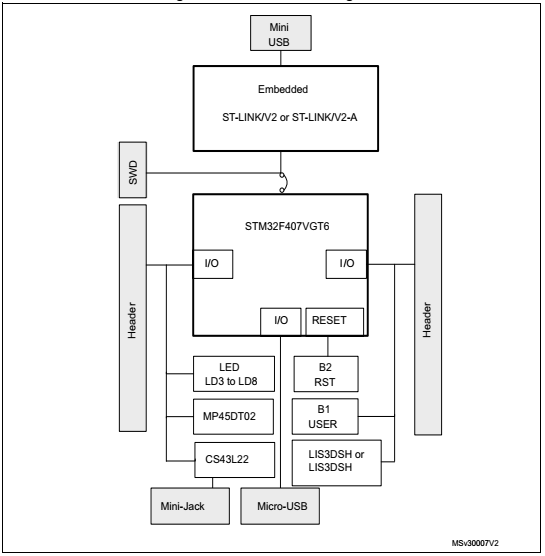 Mini
USB
Embedded
ST-LINK/V2 or ST-LINK/V2-A
SWD
STM32F407VGT6
I/O
I/O
Header
Header
I/O
RESET
LED
LD3 to LD8
B2
RST
MP45DT02
B1
USER
CS43L22
LIS3DSH or
LIS3DSH
Mini-Jack
Micro-USB
MSv30007V2